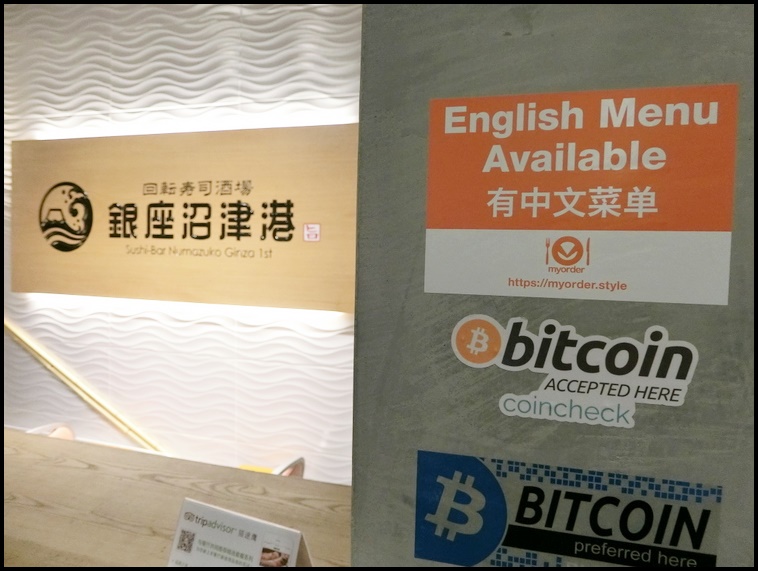 回転寿司酒場
銀座沼津港
旨
Sushi-Bar Numazuko Ginza 1st
English Menu
Available
有中文菜单
myorder
https://myorder.style
bitcoin
ACCEPTED HERE
coincheck
BITCOIN
preferred here
tripadvisor